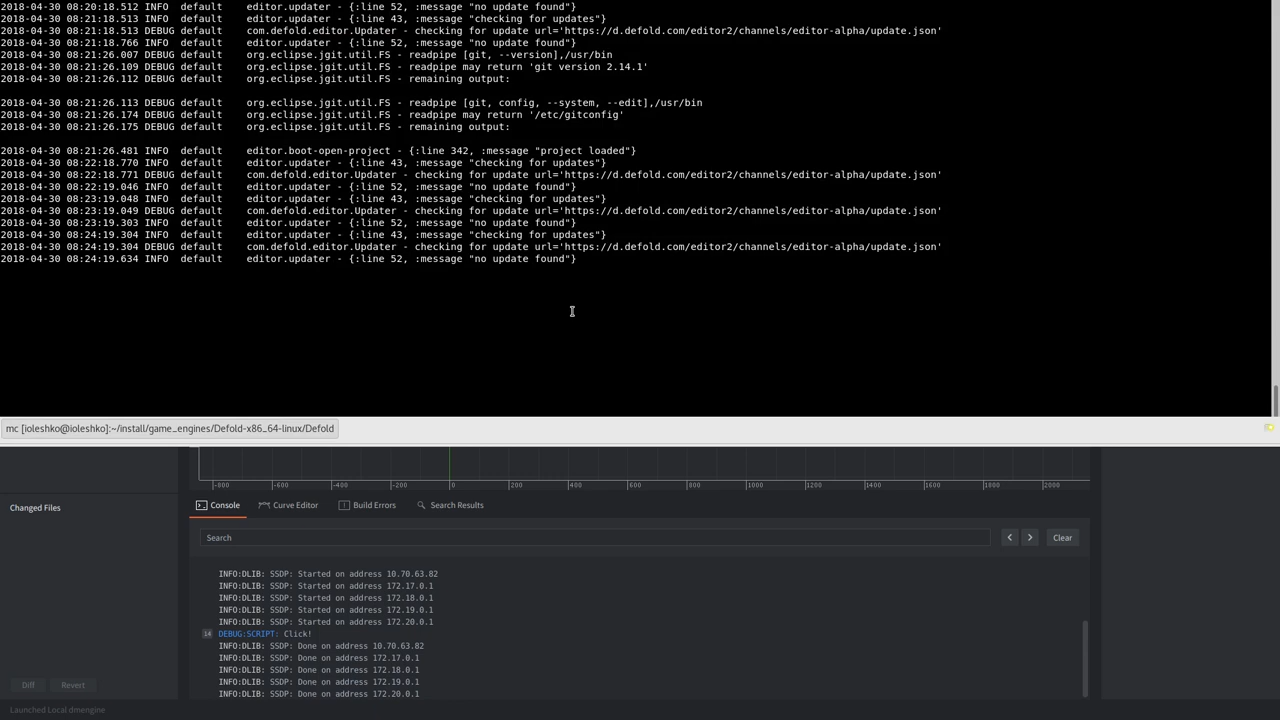 2018-04-30 08:20:18.512 INFO  default    editor.updater - {:line 52, :message "no update found"}
2018-04-30 08:21:18.513 INFO  default    editor.updater - {:line 43, :message "checking for updates"}
2018-04-30 08:21:18.513 DEBUG default    com.defold.editor.Updater - checking for update url='https://d.defold.com/editor2/channels/editor-alpha/update.json'
2018-04-30 08:21:18.766 INFO  default    editor.updater - {:line 52, :message "no update found"}
2018-04-30 08:21:26.007 DEBUG default    org.eclipse.jgit.util.FS - readpipe [git, --version],/usr/bin
2018-04-30 08:21:26.109 DEBUG default    org.eclipse.jgit.util.FS - readpipe may return 'git version 2.14.1'
2018-04-30 08:21:26.112 DEBUG default    org.eclipse.jgit.util.FS - remaining output:
2018-04-30 08:21:26.113 DEBUG default    org.eclipse.jgit.util.FS - readpipe [git, config, --system, --edit],/usr/bin
2018-04-30 08:21:26.174 DEBUG default    org.eclipse.jgit.util.FS - readpipe may return '/etc/gitconfig'
2018-04-30 08:21:26.175 DEBUG default    org.eclipse.jgit.util.FS - remaining output:
2018-04-30 08:21:26.481 INFO  default    editor.boot-open-project - {:line 342, :message "project loaded"}
2018-04-30 08:22:18.770 INFO  default    editor.updater - {:line 43, :message "checking for updates"}
2018-04-30 08:22:18.771 DEBUG default    com.defold.editor.Updater - checking for update url='https://d.defold.com/editor2/channels/editor-alpha/update.json'
2018-04-30 08:22:19.046 INFO  default    editor.updater - {:line 52, :message "no update found"}
2018-04-30 08:23:19.048 INFO  default    editor.updater - {:line 43, :message "checking for updates"}
2018-04-30 08:23:19.049 DEBUG default    com.defold.editor.Updater - checking for update url='https://d.defold.com/editor2/channels/editor-alpha/update.json'
2018-04-30 08:23:19.303 INFO  default    editor.updater - {:line 52, :message "no update found"}
2018-04-30 08:24:19.304 INFO  default    editor.updater - {:line 43, :message "checking for updates"}
2018-04-30 08:24:19.304 DEBUG default    com.defold.editor.Updater - checking for update url='https://d.defold.com/editor2/channels/editor-alpha/update.json'
2018-04-30 08:24:19.634 INFO  default    editor.updater - {:line 52, :message "no update found"}
mc [ioleshko@ioleshko]:~/install/game_engines/Defold-x86_64-linux/Defold
-800 -600 -400 -200 0 200 400 600 800 1000 1200 1400 1600 1800 2000
Changed Files
Console Curve Editor Build Errors Search Results
Search Clear
INFO:DLIB: SSDP: Started on address 10.70.63.82
INFO:DLIB: SSDP: Started on address 172.17.0.1
INFO:DLIB: SSDP: Started on address 172.18.0.1
INFO:DLIB: SSDP: Started on address 172.19.0.1
INFO:DLIB: SSDP: Started on address 172.20.0.1
14 DEBUG:SCRIPT: Click!
INFO:DLIB: SSDP: Done on address 10.70.63.82
INFO:DLIB: SSDP: Done on address 172.17.0.1
INFO:DLIB: SSDP: Done on address 172.18.0.1
INFO:DLIB: SSDP: Done on address 172.19.0.1
INFO:DLIB: SSDP: Done on address 172.20.0.1
Diff Revert
Launched Local dmengine